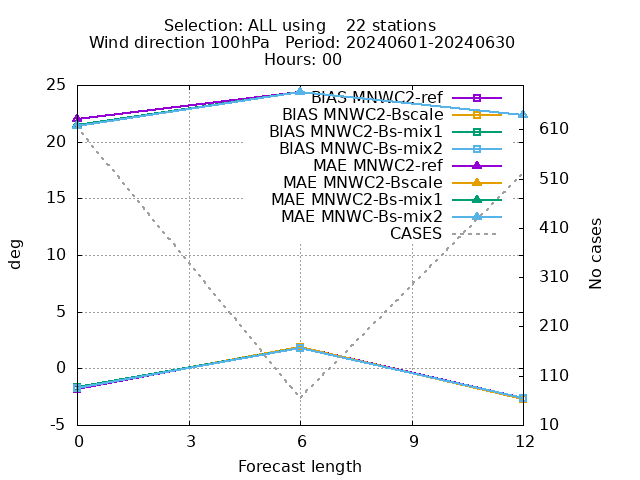 Selection: ALL using    22 stations
Wind direction 100hPa   Period: 20240601-20240630
Hours: 00
BIAS MNWC2-ref
BIAS MNWC2-Bscale
BIAS MNWC2-Bs-mix1
BIAS MNWC-Bs-mix2
MAE MNWC2-ref
MAE MNWC2-Bscale
MAE MNWC2-Bs-mix1
MAE MNWC-Bs-mix2
CASES
25
20
15
10
5
0
-5
deg
610
510
410
310
210
110
10
No cases
0 3 6 9 12
Forecast length